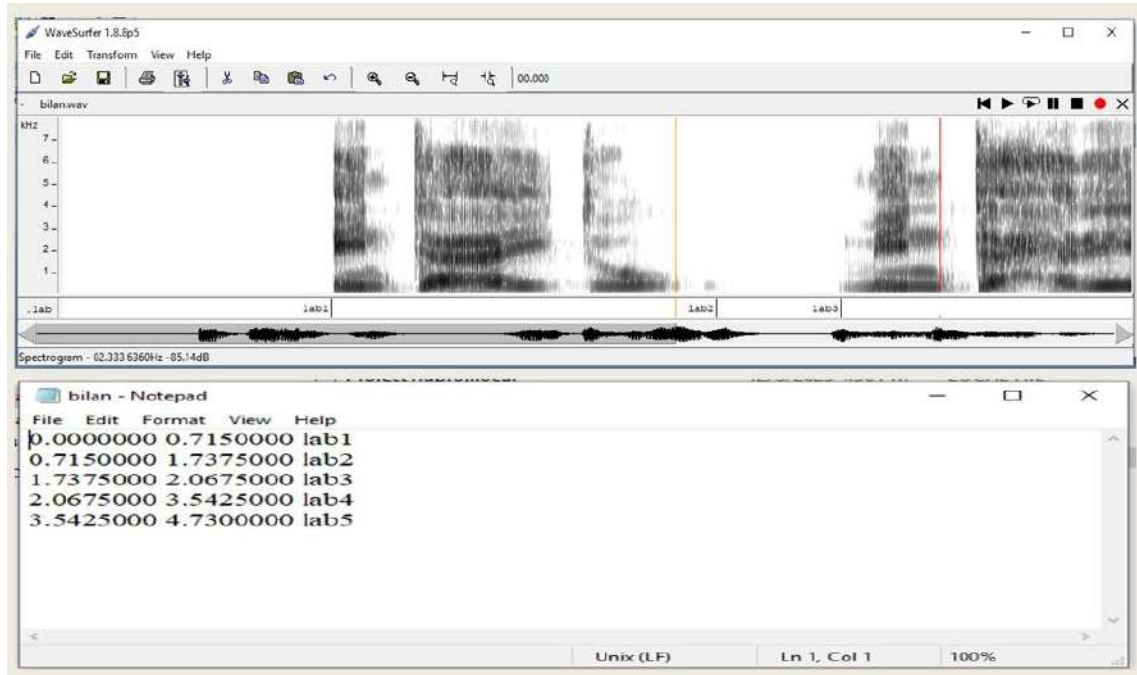 WaveSurfer 1.8.8p5
File Edit Transform View Help
00.000
bilan.wav
kHz
7
6
5
4
3
2
1
.lab lab1 lab2 lab3
Spectrogram - 02.333 6360Hz -85.14dB
bilan - Notepad
File Edit Format View Help
0.0000000 0.7150000 lab1
0.7150000 1.7375000 lab2
1.7375000 2.0675000 lab3
2.0675000 3.5425000 lab4
3.5425000 4.7300000 lab5
Unix (LF) Ln 1, Col 1 100%